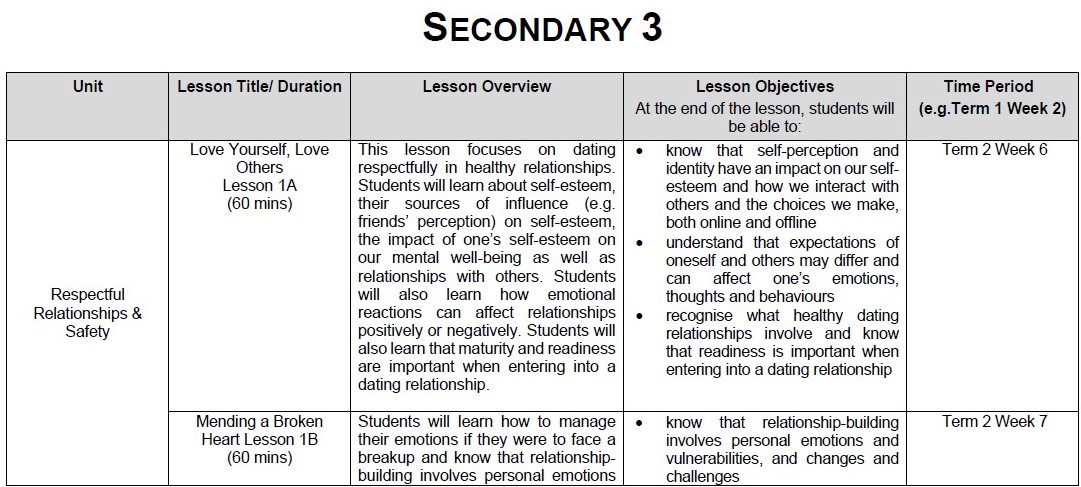 SECONDARY 3
Unit
Lesson Title/ Duration
Lesson Overview
Lesson Objectives
At the end of the lesson, students will
be able to:
Time Period
(e.g.Term 1 Week 2)
Respectful
Relationships &
Safety
Love Yourself, Love
Others
Lesson 1A
(60 mins)
This lesson focuses on dating
respectfully in healthy relationships.
Students will learn about self-esteem,
their sources of influence (e.g.
friends’ perception) on self-esteem,
the impact of one’s self-esteem on
our mental well-being as well as
relationships with others. Students
will also learn how emotional
reactions can affect relationships
positively or negatively. Students will
also learn that maturity and readiness
are important when entering into a
dating relationship.
• know that self-perception and
identity have an impact on our self-
esteem and how we interact with
others and the choices we make,
both online and offline
• understand that expectations of
oneself and others may differ and
can affect one’s emotions,
thoughts and behaviours
• recognise what healthy dating
relationships involve and know
that readiness is important when
entering into a dating relationship
Term 2 Week 6
Mending a Broken
Heart Lesson 1B
(60 mins)
Students will learn how to manage
their emotions if they were to face a
breakup and know that relationship-
building involves personal emotions
• know that relationship-building
involves personal emotions and
vulnerabilities, and changes and
challenges
Term 2 Week 7